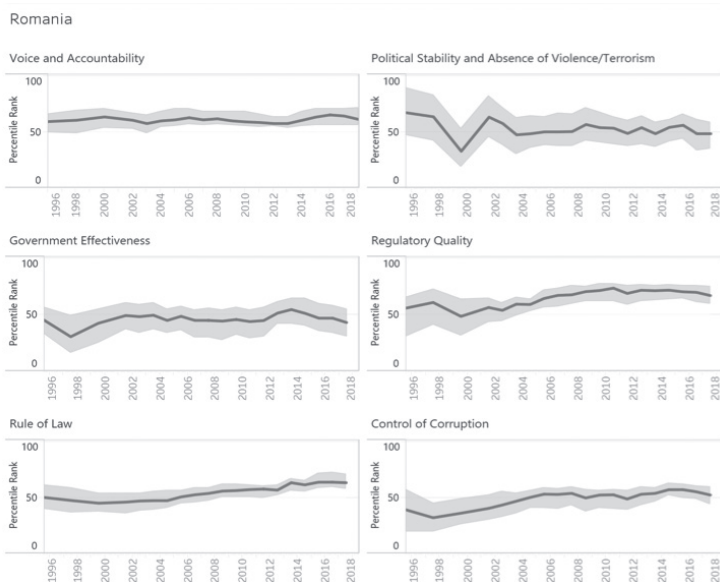 Romania
Voice and Accountability
Political Stability and Absence of Violence/Terrorism
100
Percentile Rank
50
0
1996 1998 2000 2002 2004 2006 2008 2010 2012 2014 2016 2018
100
Percentile Rank
50
0
1996 1998 2000 2002 2004 2006 2008 2010 2012 2014 2016 2018
Government Effectiveness
Regulatory Quality
100
Percentile Rank
50
0
1996 1998 2000 2002 2004 2006 2008 2010 2012 2014 2016 2018
100
Percentile Rank
50
0
1996 1998 2000 2002 2004 2006 2008 2010 2012 2014 2016 2018
Rule of Law
Control of Corruption
100
Percentile Rank
50
0
1996 1998 2000 2002 2004 2006 2008 2010 2012 2014 2016 2018
100
Percentile Rank
50
0
1996 1998 2000 2002 2004 2006 2008 2010 2012 2014 2016 2018